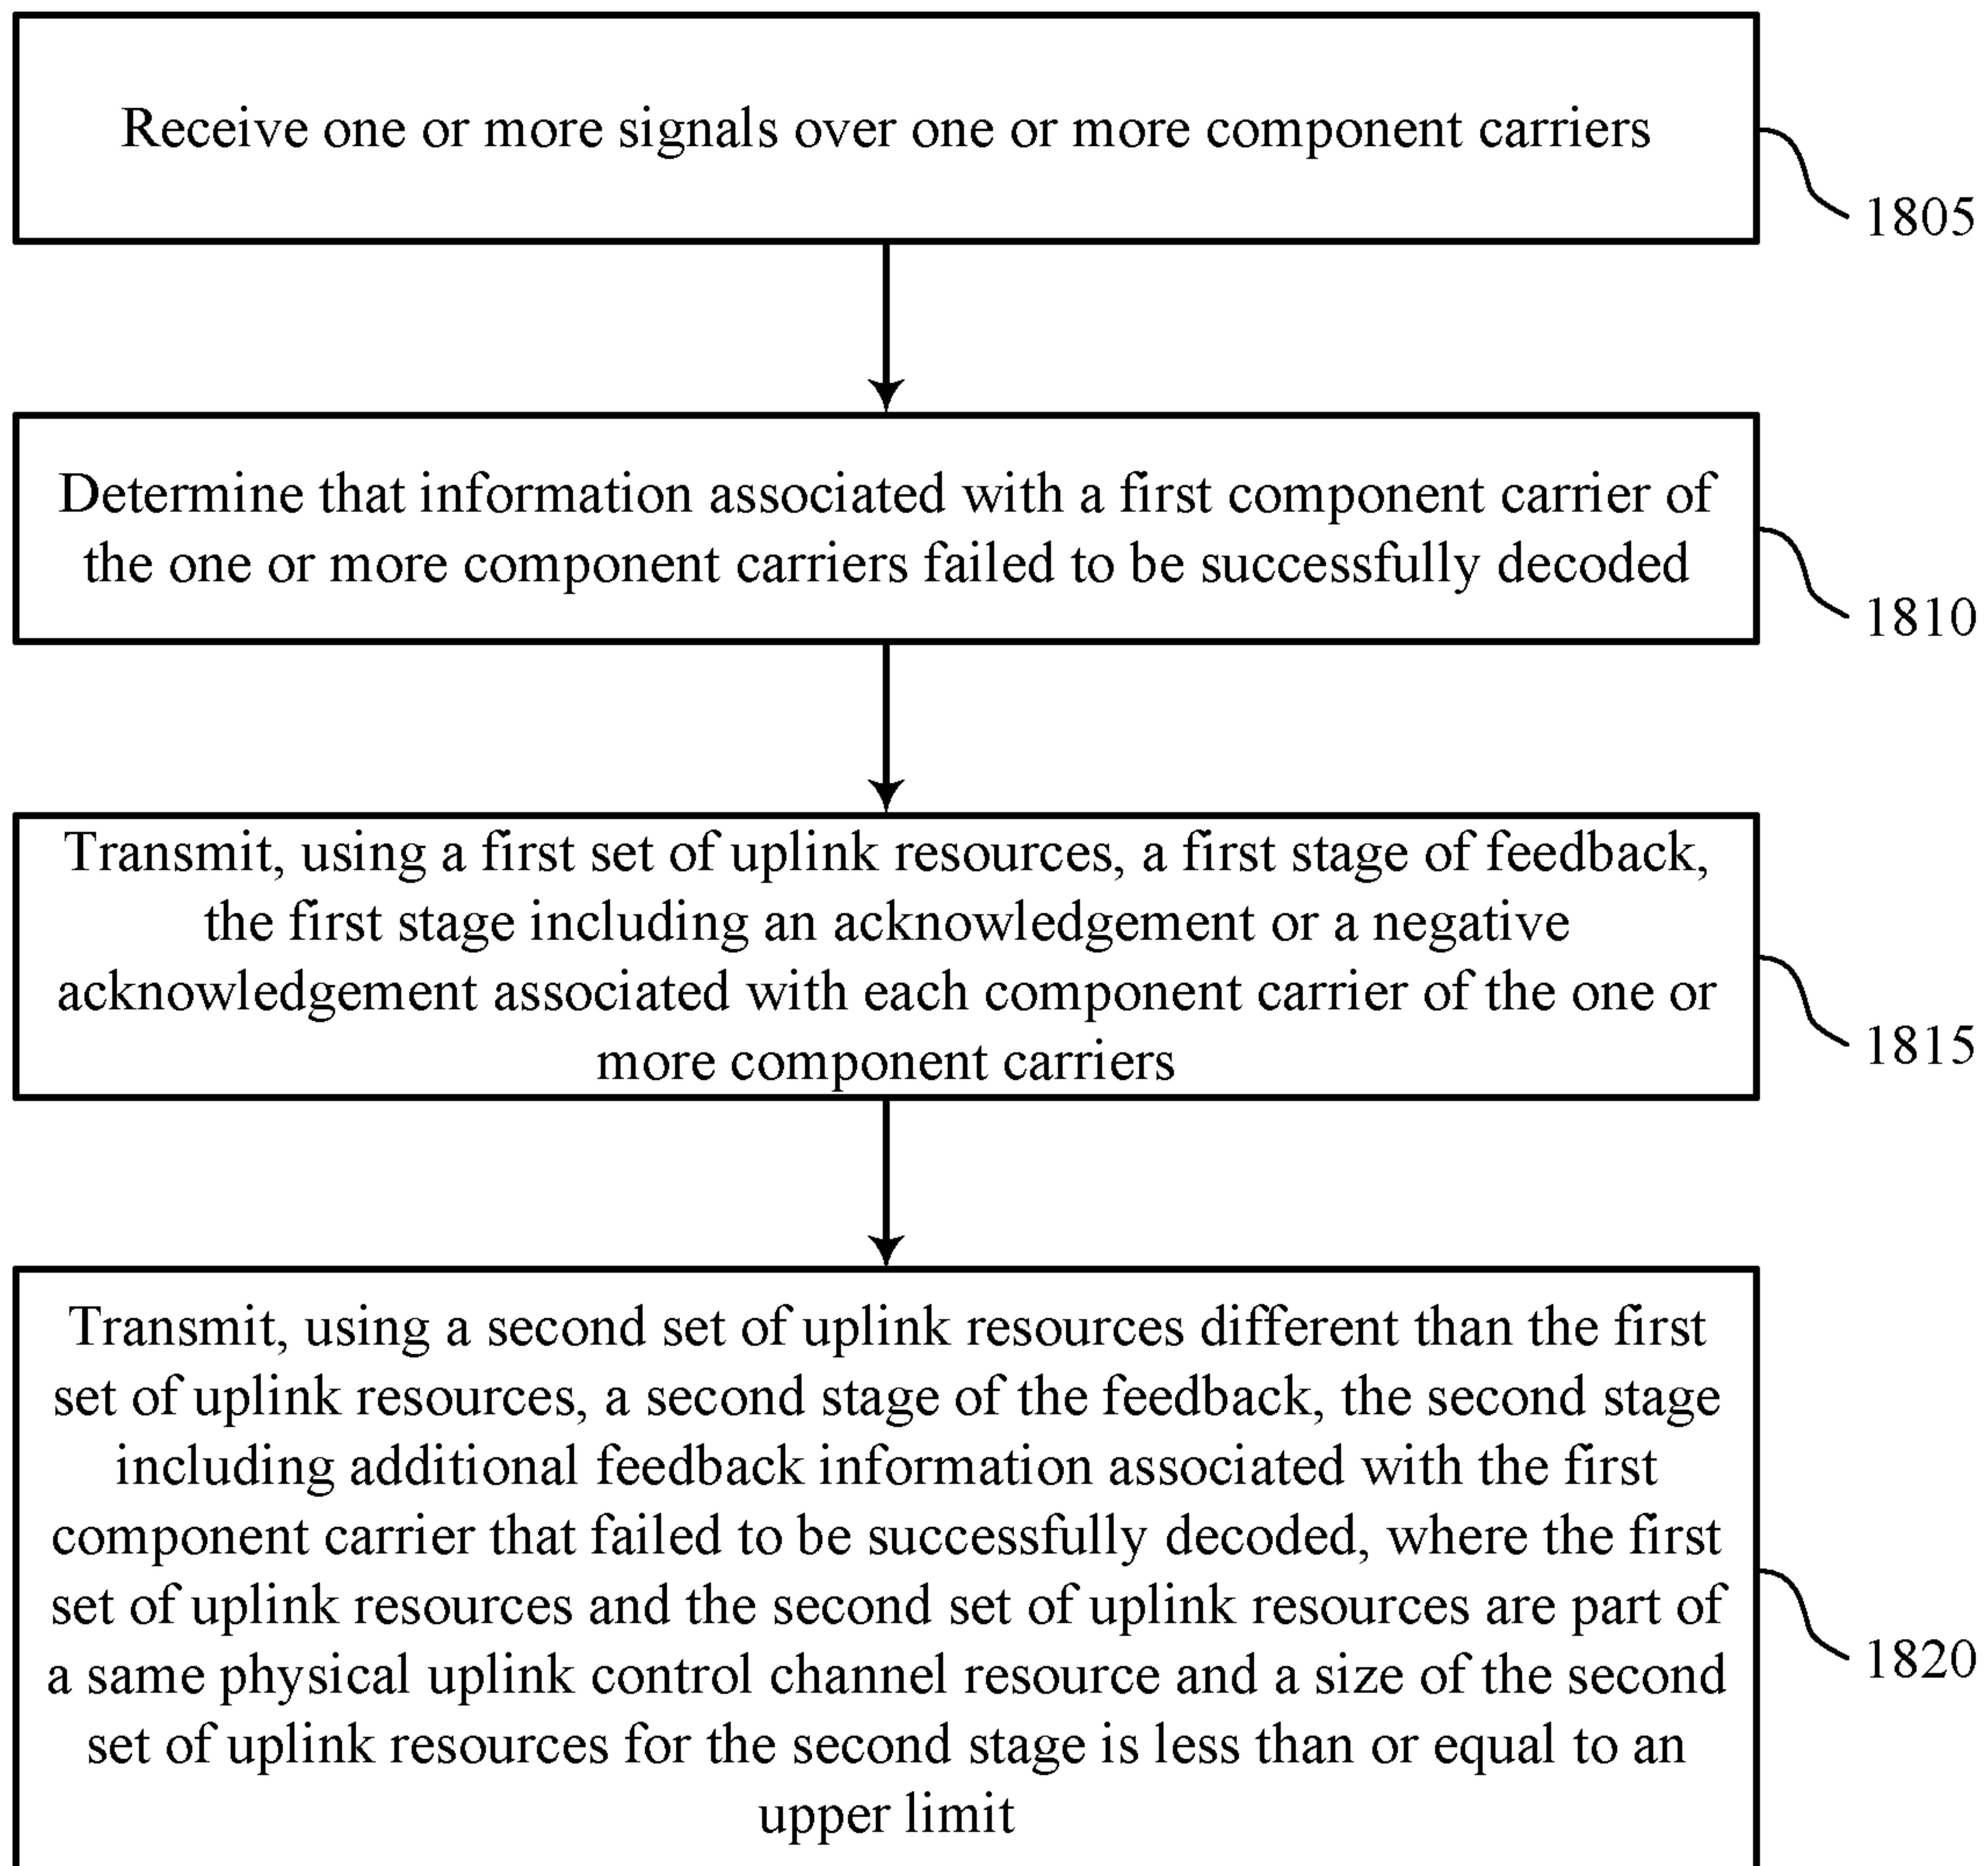 Receive one or more signals over one or more component carriers
1805
Determine that information associated with a first component carrier of
the one or more component carriers failed to be successfully decoded
1810
Transmit, using a first set of uplink resources, a first stage of feedback,
the first stage including an acknowledgement or a negative
acknowledgement associated with each component carrier of the one or
more component carriers
1815
Transmit, using a second set of uplink resources different than the first
set of uplink resources, a second stage of the feedback, the second stage
including additional feedback information associated with the first
component carrier that failed to be successfully decoded, where the first
set of uplink resources and the second set of uplink resources are part of
a same physical uplink control channel resource and a size of the second
set of uplink resources for the second stage is less than or equal to an
upper limit
1820